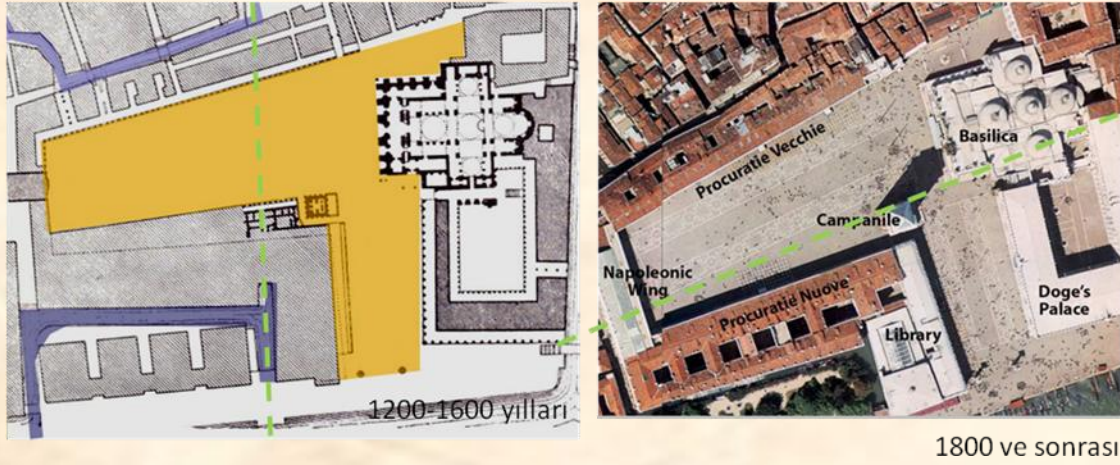 1200-1600 yılları
Procuratie Vecchie
Basilica
Campanile
Napoleonic
Wing
Procuratie Nuove
Doge's
Palace
Library
1800 ve sonrası